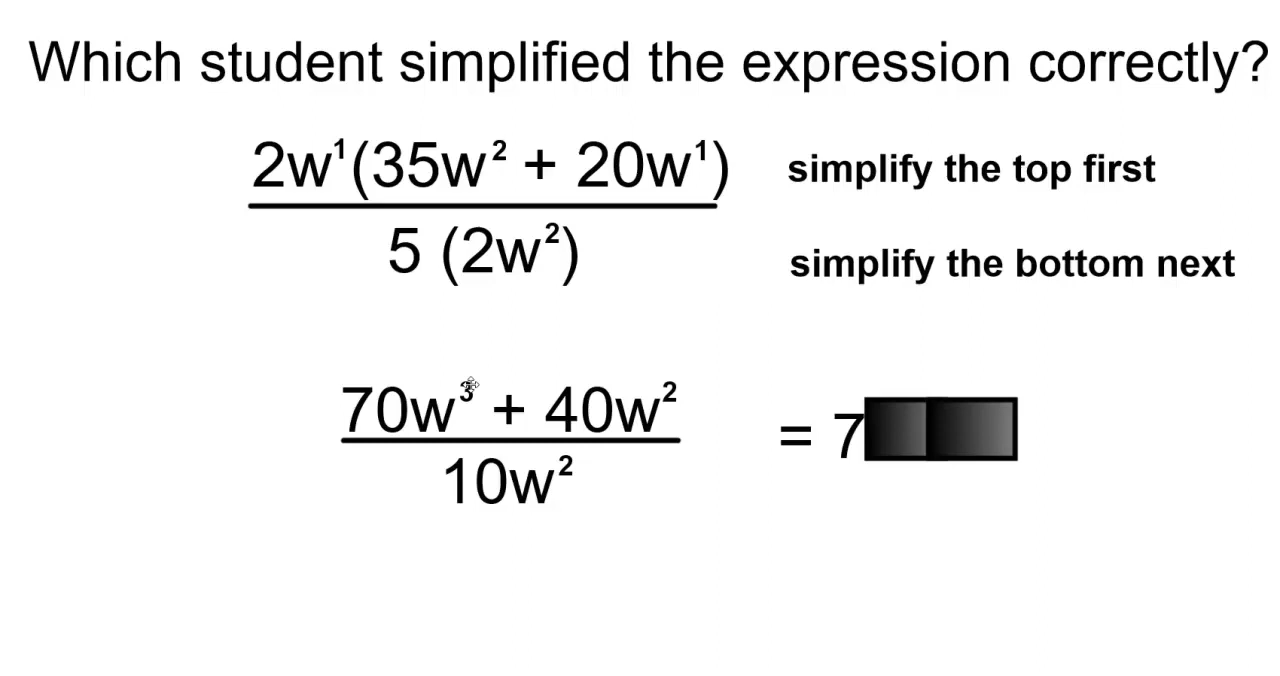 Which student simplified the expression correctly?
2w¹(35w² + 20w¹)
simplify the top first
5 (2w²)
simplify the bottom next
70w³ + 40w²
= 7
10w²